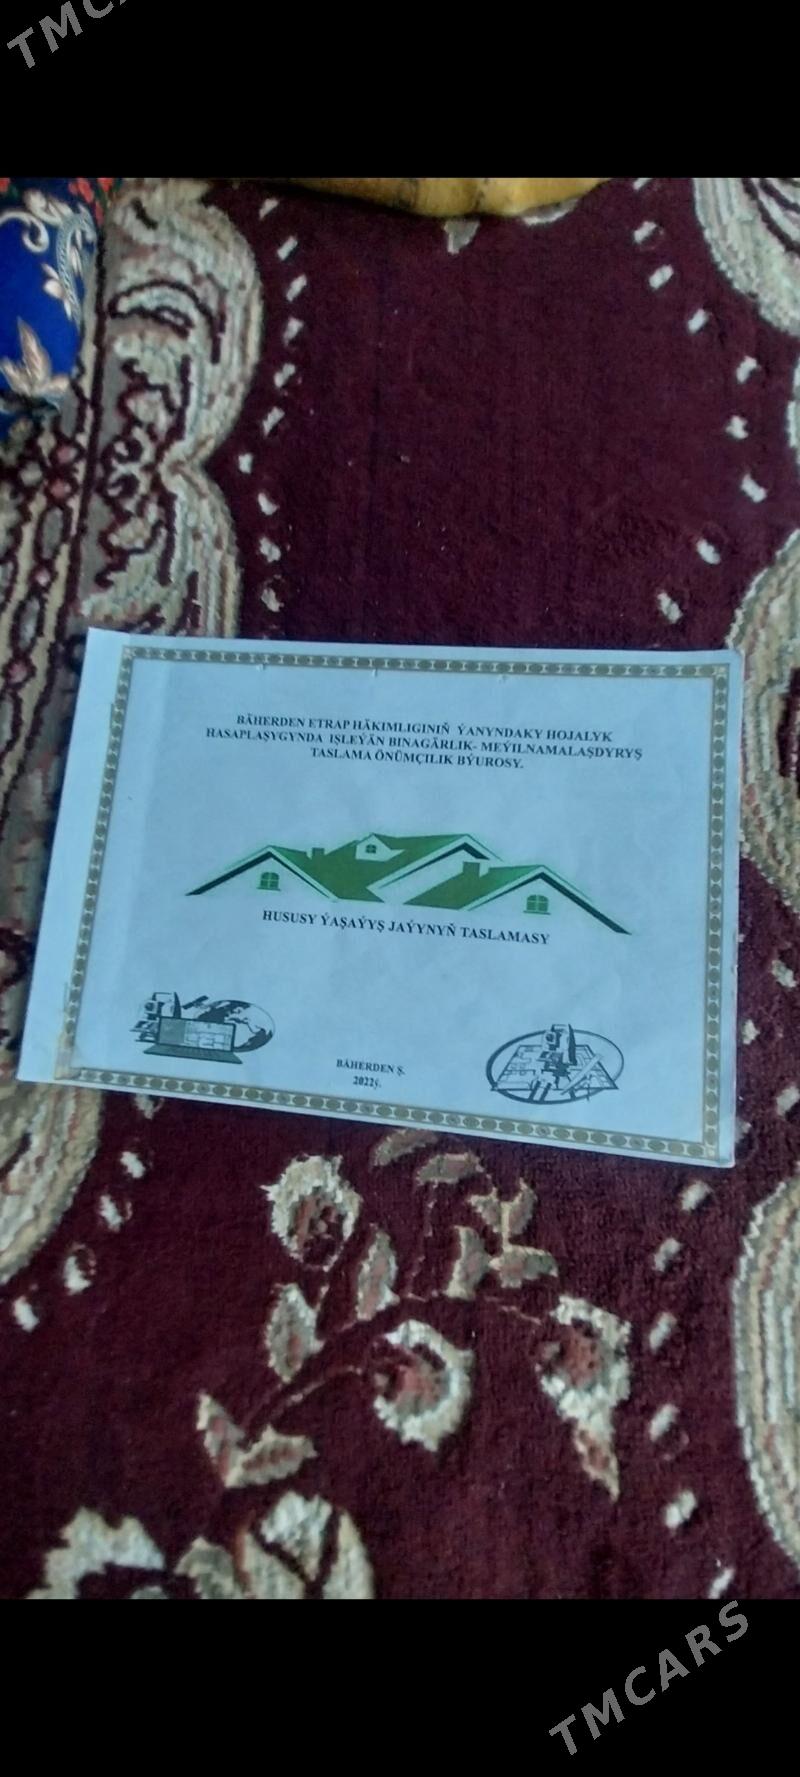 TMCARS
BÄHERDEN ETRAP HÄKIMLIGINIŇ ÝANYNDAKY HOJALYK
HASAPLAŞYGYNDA IŞLEÝÄN BINAGÄRLIK- MEÝILNAMALAŞDYRYŞ
TASLAMA ÖNÜMÇILIK BÝUROSY.
HUSUSY ÝAŞAÝYŞ JAÝYNYŇ TASLAMASY
BÄHERDEN Ş.
2022ý.
TMCARS